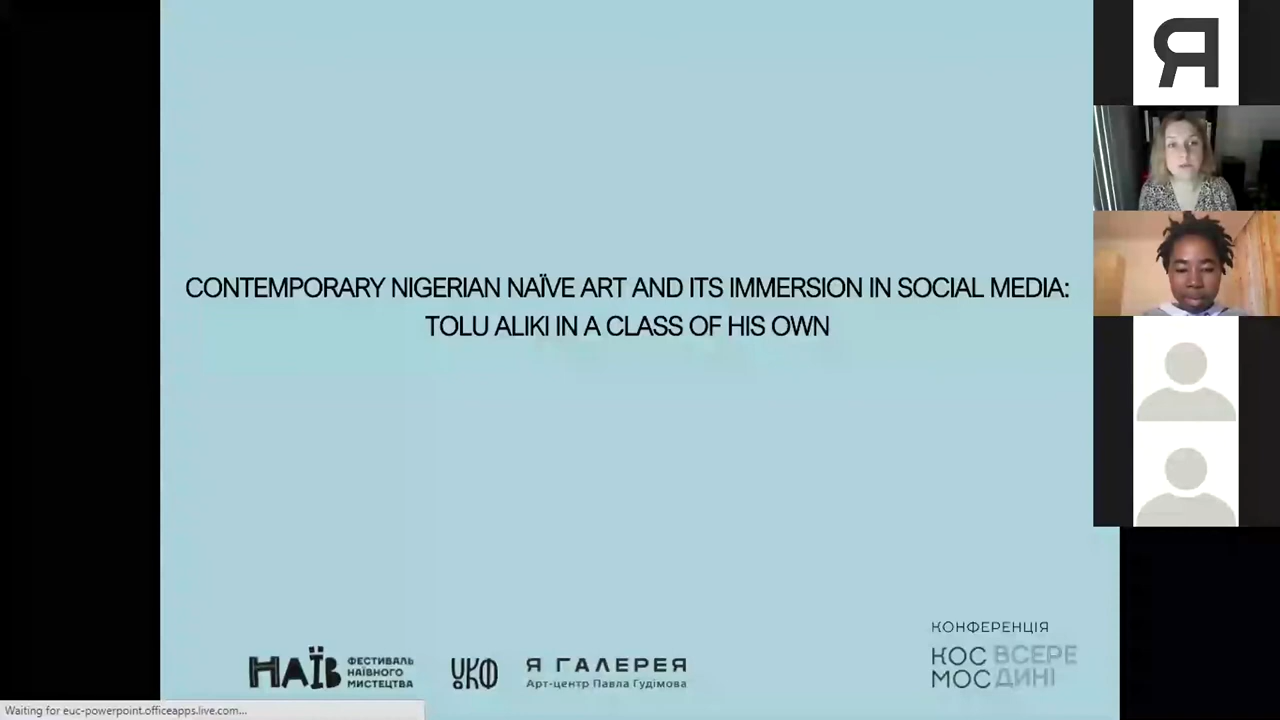 Я
CONTEMPORARY NIGERIAN NAÏVE ART AND ITS IMMERSION IN SOCIAL MEDIA:
TOLU ALIKI IN A CLASS OF HIS OWN
КОНФЕРЕНЦІЯ
КОС ВСЕРЕ
МОС ДИНІ
НАЇВ
ФЕСТИВАЛЬ
НАЇВНОГО
МИСТЕЦТВА
УКФ
Я ГАЛЕРЕЯ
Арт-центр Павла Гудімова
Waiting for euc-powerpoint.officeapps.live.com...